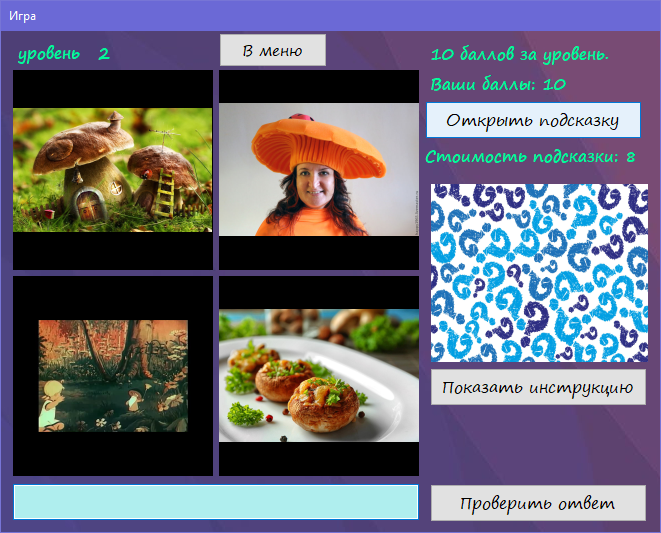 Игра
уровень 2
В меню
10 баллов за уровень.
Ваши баллы: 10
Открыть подсказку
Стоимость подсказки: 8
Показать инструкцию
Проверить ответ